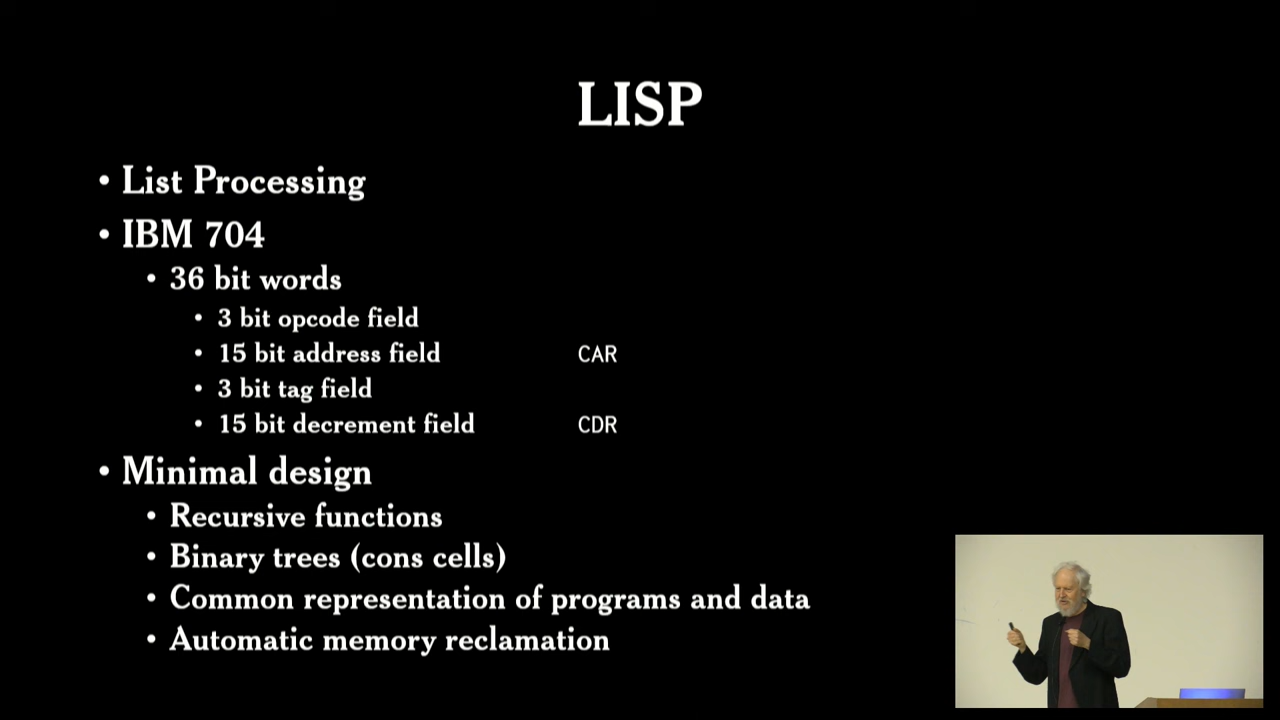 LISP
• List Processing
• IBM 704
• 36 bit words
• 3 bit opcode field
• 15 bit address field CAR
• 3 bit tag field
• 15 bit decrement field CDR
• Minimal design
• Recursive functions
• Binary trees (cons cells)
• Common representation of programs and data
• Automatic memory reclamation